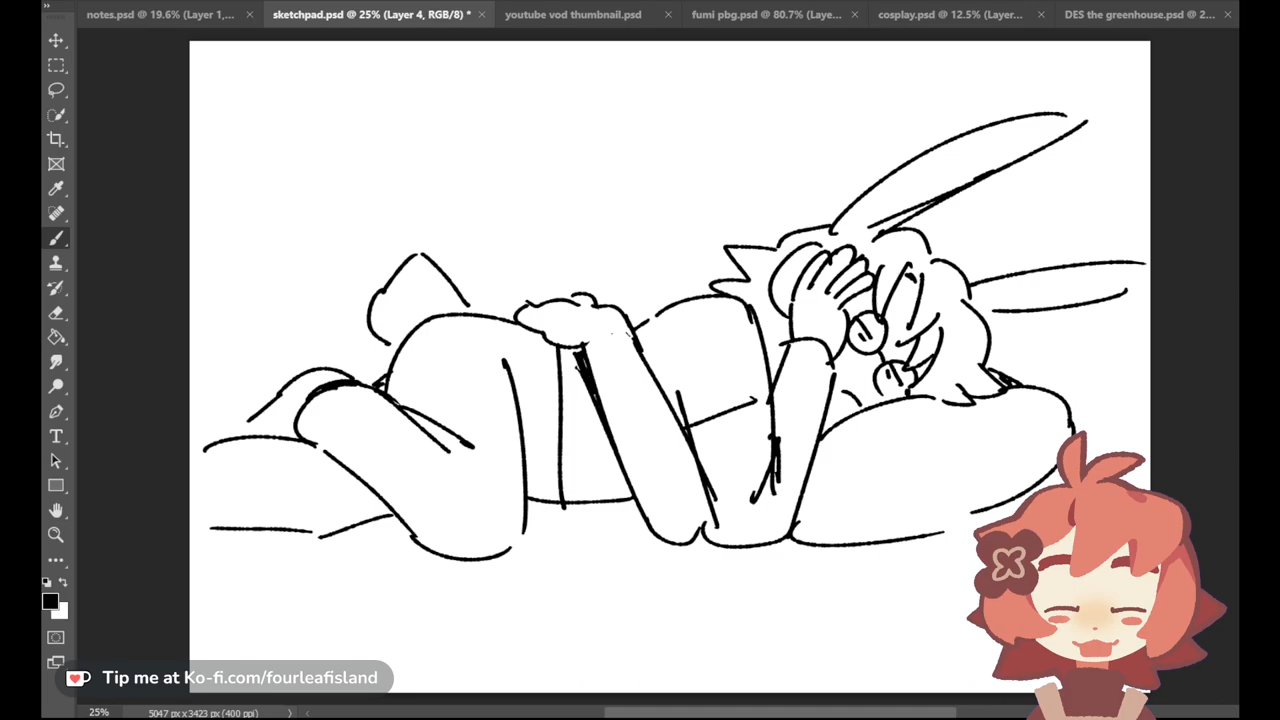 notes.psd @ 19.6% (Layer 1,...
sketchpad.psd @ 25% (Layer 4, RGB/8) *
youtube vod thumbnail.psd
fumi pbg.psd @ 80.7% (Laye...
cosplay.psd @ 12.5% (Layer...
DES the greenhouse.psd @ 2...
Tip me at Ko-fi.com/fourleafisland
25%
5047 px x 3423 px (400 ppi)